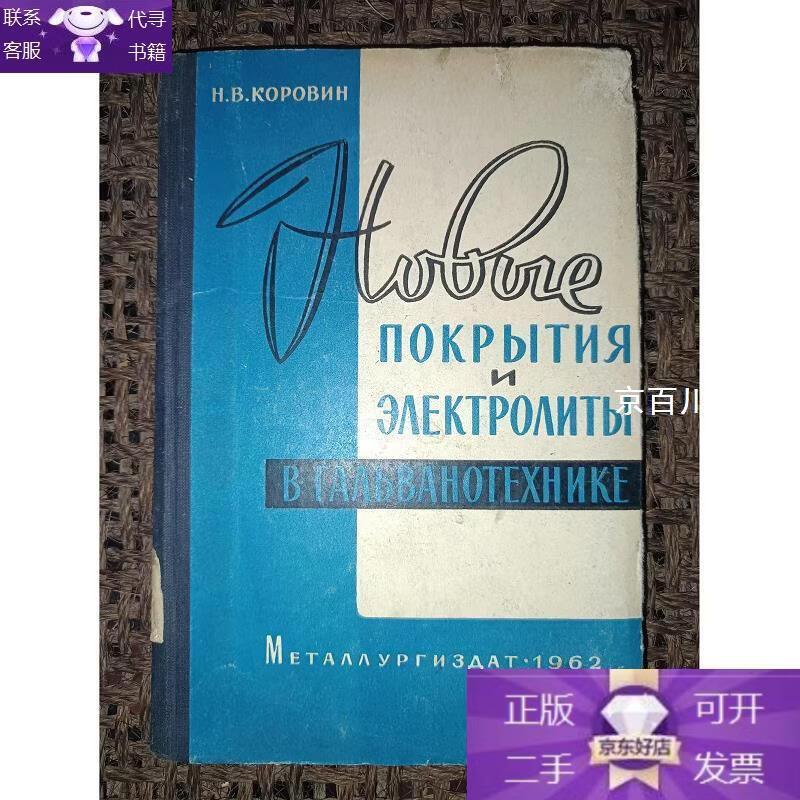 联系 代寻
客服 书籍
Н.В.КОРОВИН
Новые
ПОКРЫТИЯ
И
ЭЛЕКТРОЛИТЫ
京百川
В ГАЛЬВАНОТЕХНИКЕ
МЕТАЛЛУРГИЗДАТ·1962
正版 可开
京东好店
二手 发票